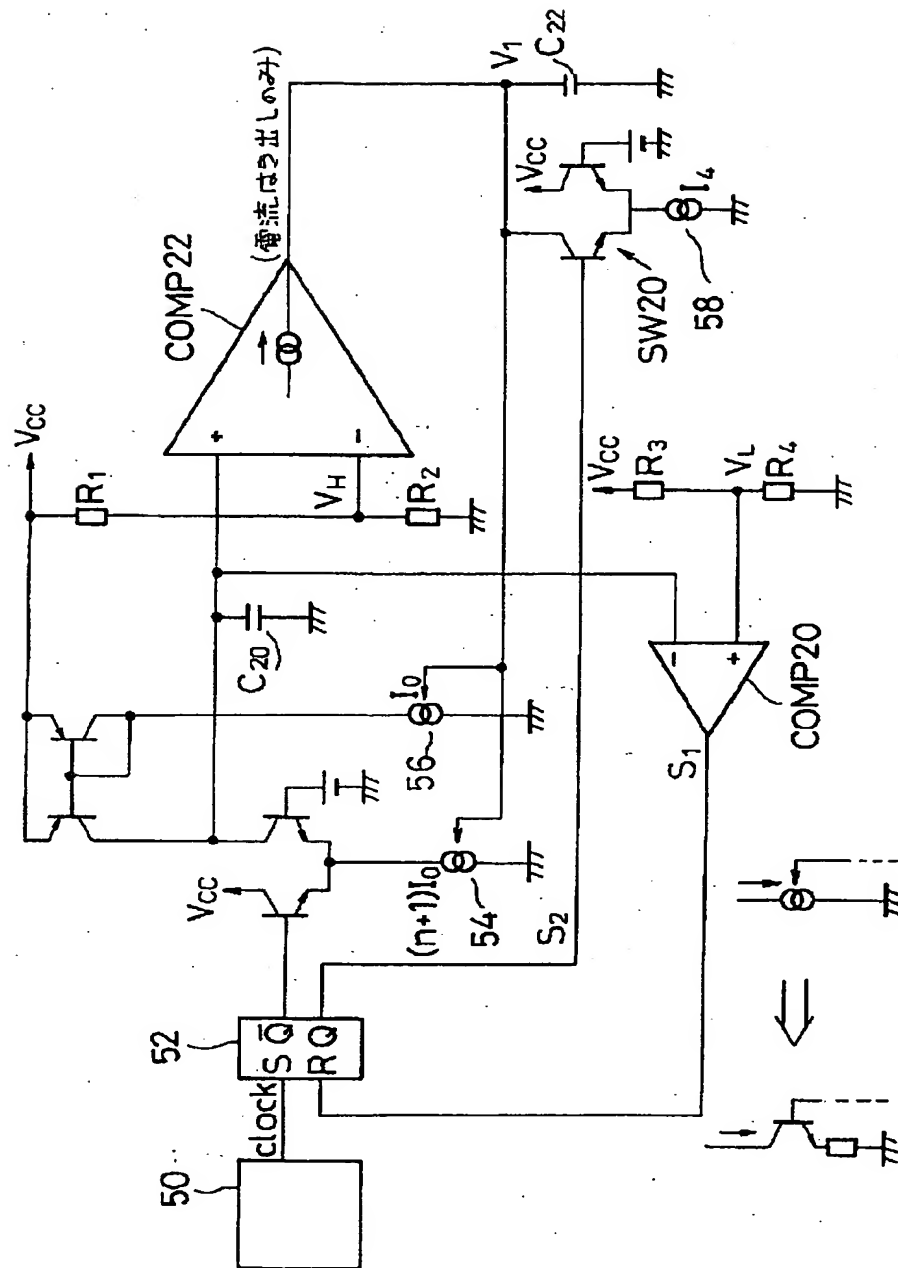 50
clock
52
S Q̄
R Q
VCC
(n+1)I0
54
S2
I0
56
C20
VCC
R1
VH
R2
+
-
COMP22
(電流はき出しのみ)
V1
C22
VCC
SW20
I4
58
VCC
R3
VL
R4
-
+
COMP20
S1